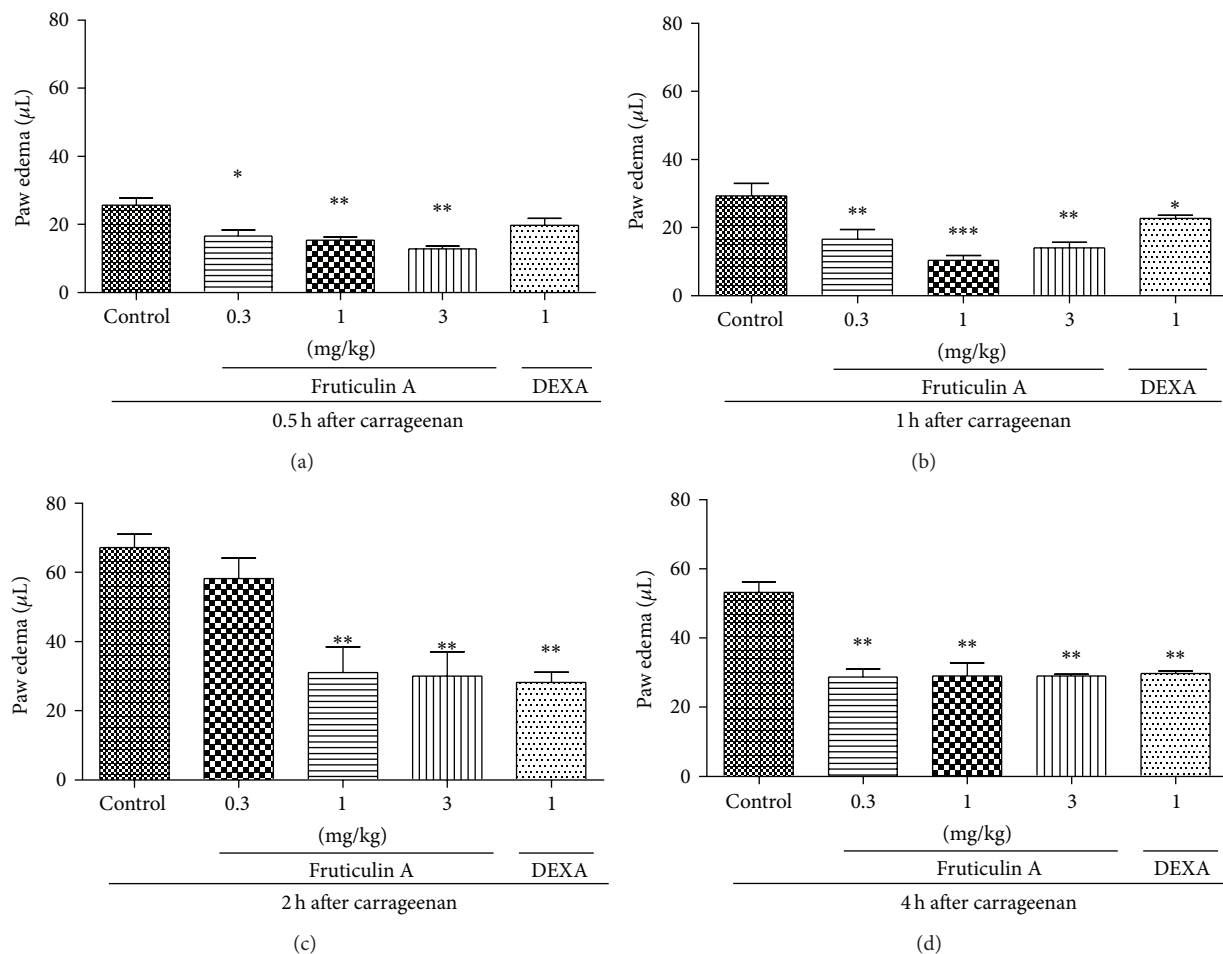 80
60
40
20
0
Paw edema (μL)
*
**
**
Control
0.3
1
3
1
(mg/kg)
Fruticulin A
DEXA
0.5 h after carrageenan
(a)
80
60
40
20
0
Paw edema (μL)
**
***
**
*
Control
0.3
1
3
1
(mg/kg)
Fruticulin A
DEXA
1 h after carrageenan
(b)
80
60
40
20
0
Paw edema (μL)
**
**
**
Control
0.3
1
3
1
(mg/kg)
Fruticulin A
DEXA
2 h after carrageenan
(c)
80
60
40
20
0
Paw edema (μL)
**
**
**
**
Control
0.3
1
3
1
(mg/kg)
Fruticulin A
DEXA
4 h after carrageenan
(d)